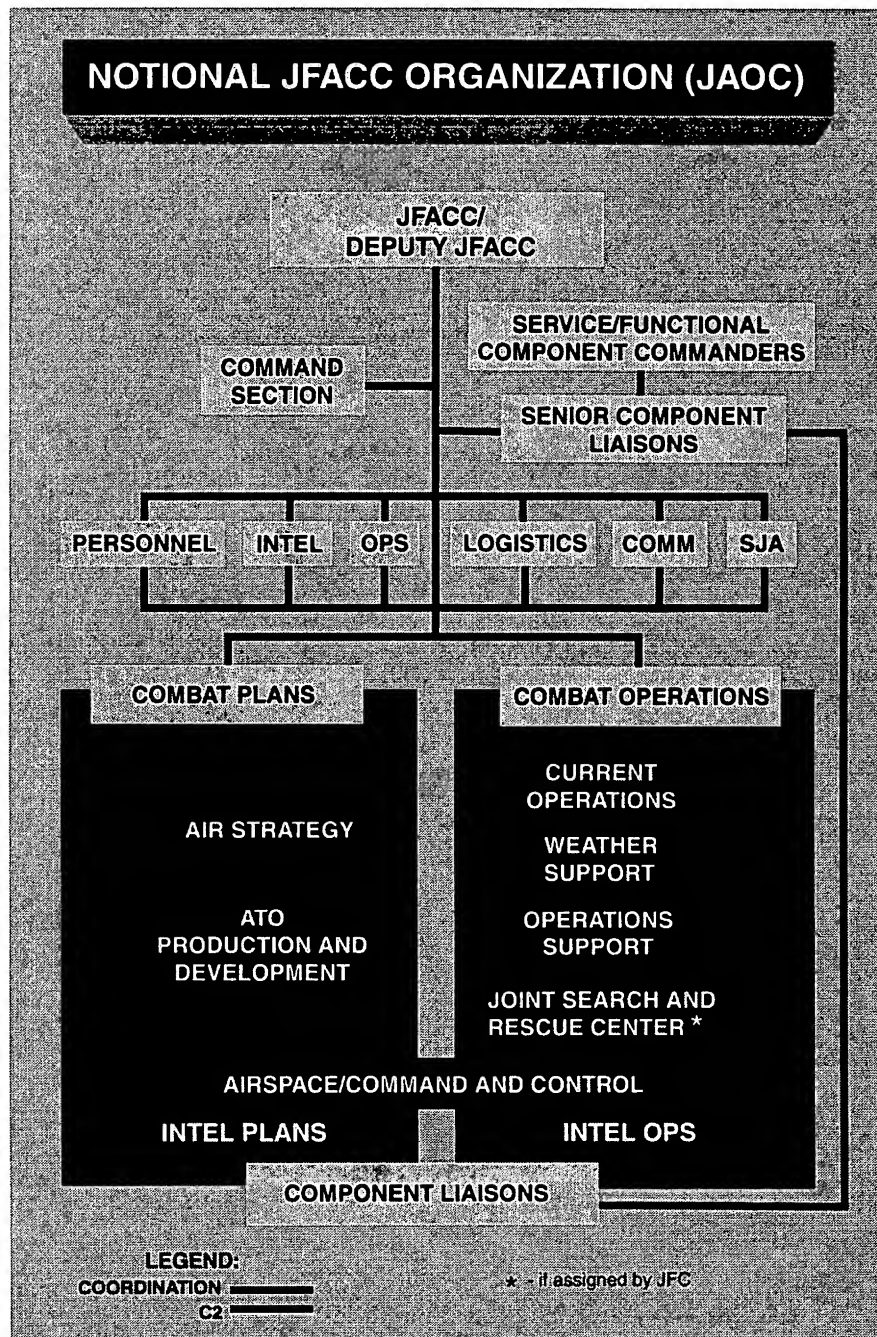 NOTIONAL JFACC ORGANIZATION (JAOC)
JFACC/
DEPUTY JFACC
SERVICE/FUNCTIONAL
COMPONENT COMMANDERS
COMMAND
SECTION
SENIOR COMPONENT
LIAISONS
PERSONNEL
INTEL
OPS
LOGISTICS
COMM
SJA
COMBAT PLANS
COMBAT OPERATIONS
AIR STRATEGY
ATO
PRODUCTION AND
DEVELOPMENT
CURRENT
OPERATIONS
WEATHER
SUPPORT
OPERATIONS
SUPPORT
JOINT SEARCH AND
RESCUE CENTER *
AIRSPACE/COMMAND AND CONTROL
INTEL PLANS
INTEL OPS
COMPONENT LIAISONS
LEGEND:
COORDINATION
C2
* - if assigned by JFC